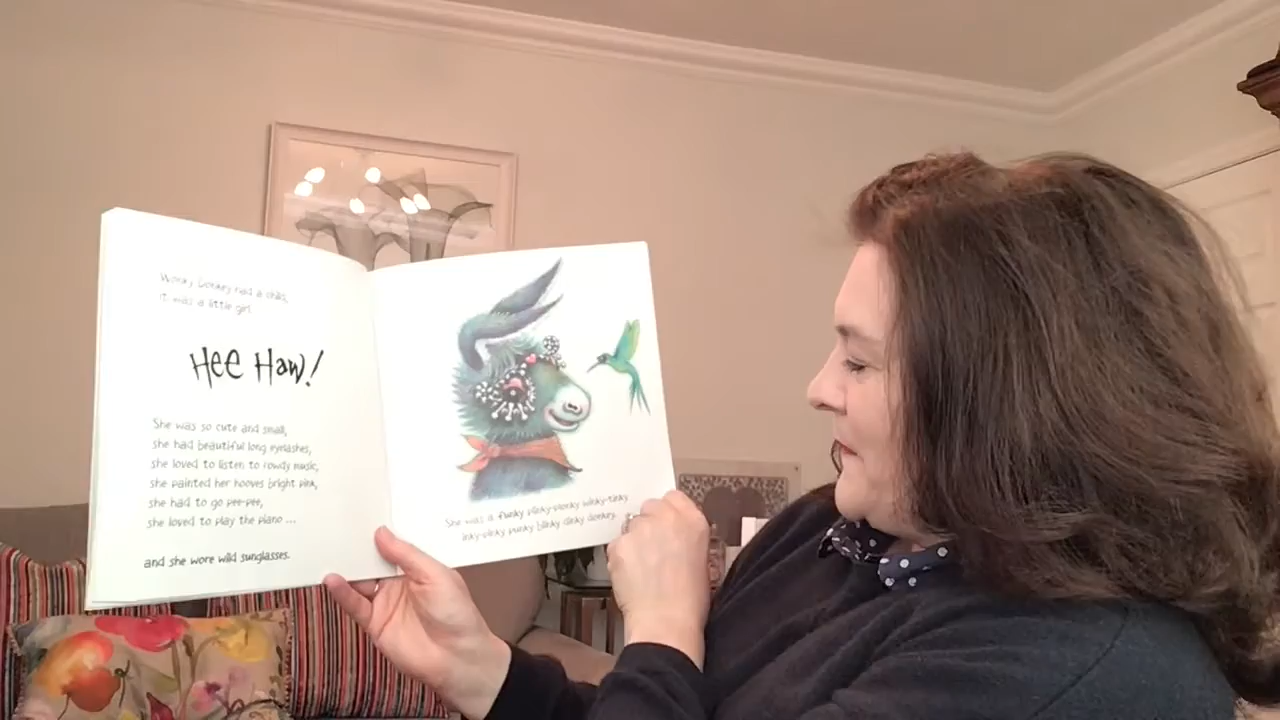 Wonky Donkey had a child,
it was a little girl.
Hee Haw!
She was so cute and small,
she had beautiful long eyelashes,
she loved to listen to rowdy music,
she painted her hooves bright pink,
she had to go pee-pee,
she loved to play the piano ...
and she wore wild sunglasses.
She was a funky plinky-plonky winky-tinky
inky-pinky punky blinky dinky donkey.